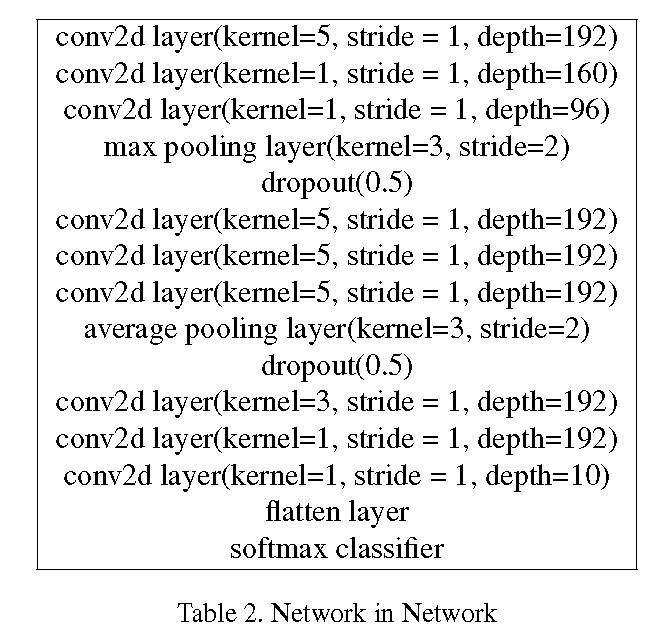 conv2d layer(kernel=5, stride = 1, depth=192)
conv2d layer(kernel=1, stride = 1, depth=160)
conv2d layer(kernel=1, stride = 1, depth=96)
max pooling layer(kernel=3, stride=2)
dropout(0.5)
conv2d layer(kernel=5, stride = 1, depth=192)
conv2d layer(kernel=5, stride = 1, depth=192)
conv2d layer(kernel=5, stride = 1, depth=192)
average pooling layer(kernel=3, stride=2)
dropout(0.5)
conv2d layer(kernel=3, stride = 1, depth=192)
conv2d layer(kernel=1, stride = 1, depth=192)
conv2d layer(kernel=1, stride = 1, depth=10)
flatten layer
softmax classifier
Table 2. Network in Network